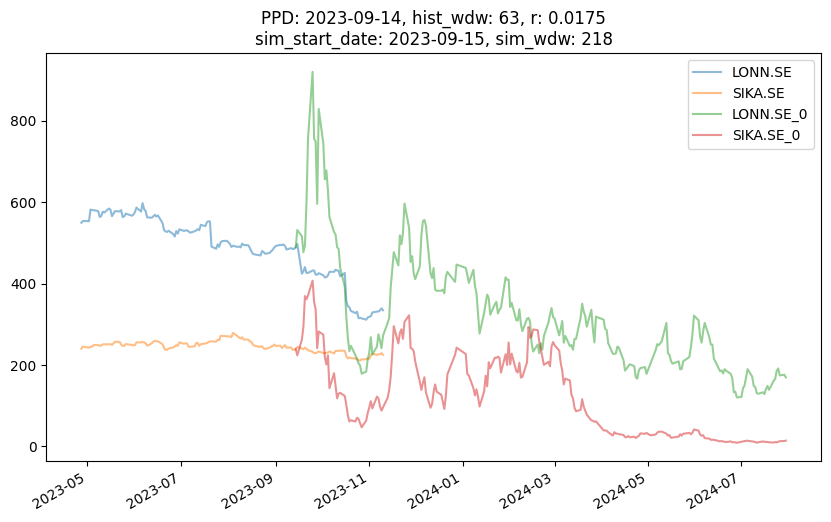 PPD: 2023-09-14, hist_wdw: 63, r: 0.0175
sim_start_date: 2023-09-15, sim_wdw: 218
LONN.SE
SIKA.SE
LONN.SE_0
SIKA.SE_0
800
600
400
200
0
2023-05
2023-07
2023-09
2023-11
2024-01
2024-03
2024-05
2024-07